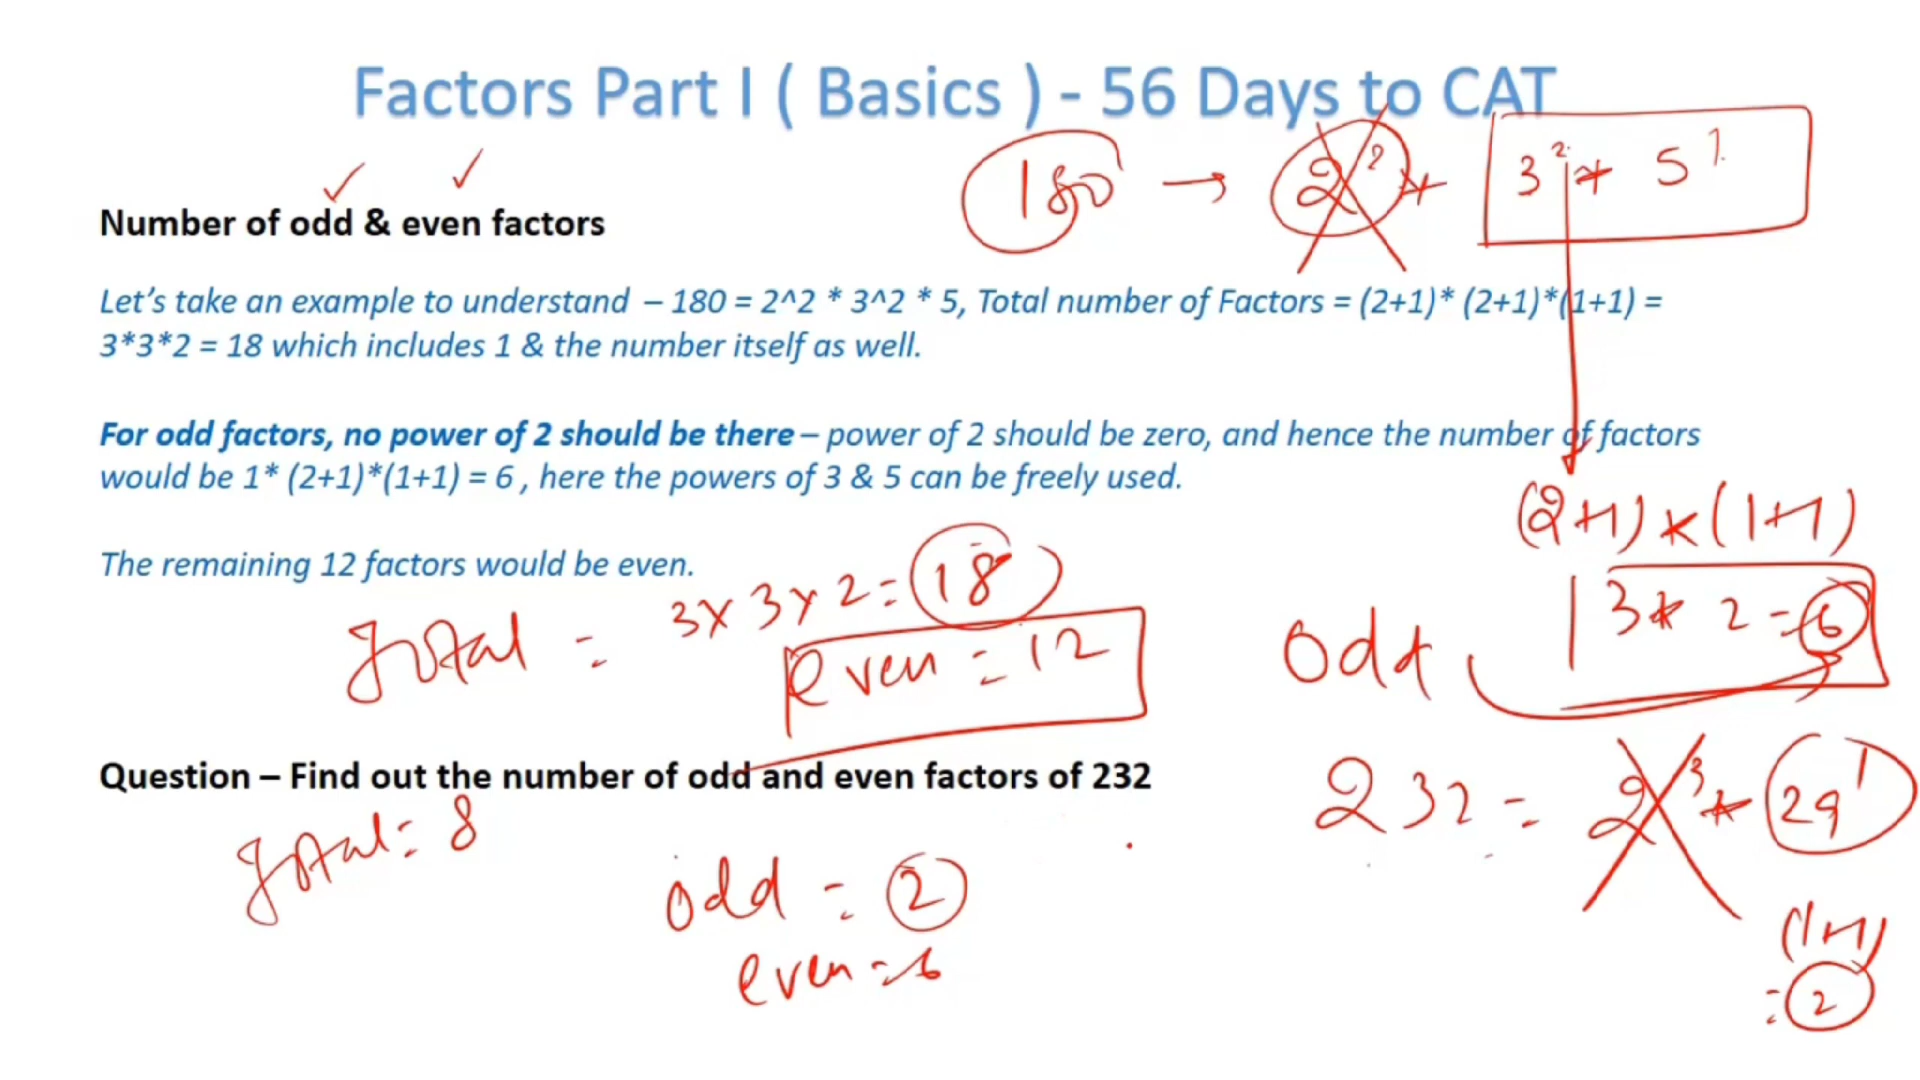 Factors Part I ( Basics ) - 56 Days to CAT
180 → 2^2 * 3^2 * 5^1
Number of odd & even factors
Let's take an example to understand – 180 = 2^2 * 3^2 * 5, Total number of Factors = (2+1)* (2+1)*(1+1) =
3*3*2 = 18 which includes 1 & the number itself as well.
For odd factors, no power of 2 should be there – power of 2 should be zero, and hence the number of factors
would be 1* (2+1)*(1+1) = 6 , here the powers of 3 & 5 can be freely used.
(2+1)*(1+1)
The remaining 12 factors would be even.
Total = 3x3x2=18
odd 3* 2 = 6
even = 12
Question – Find out the number of odd and even factors of 232
232 = 2^3 * 29^1
Total = 8
odd = 2
(1+1)
even = 6
= 2